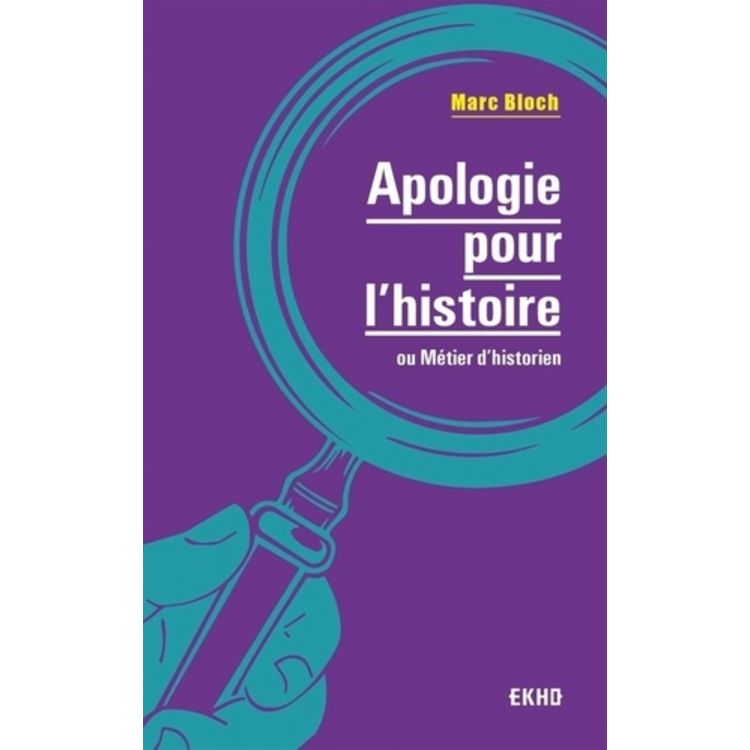 Marc Bloch
Apologie
pour
l'histoire
ou Métier d'historien
EKHO